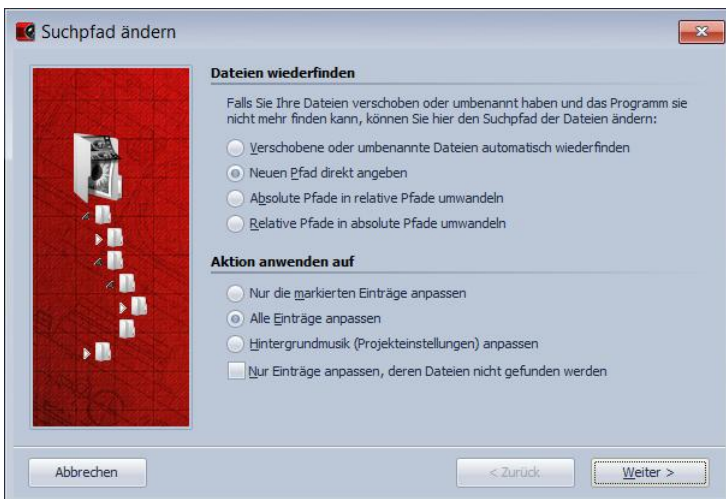 Suchpfad ändern
Dateien wiederfinden
Falls Sie Ihre Dateien verschoben oder umbenannt haben und das Programm sie
nicht mehr finden kann, können Sie hier den Suchpfad der Dateien ändern:
Verschobene oder umbenannte Dateien automatisch wiederfinden
Neuen Pfad direkt angeben
Absolute Pfade in relative Pfade umwandeln
Relative Pfade in absolute Pfade umwandeln
Aktion anwenden auf
Nur die markierten Einträge anpassen
Alle Einträge anpassen
Hintergrundmusik (Projekteinstellungen) anpassen
Nur Einträge anpassen, deren Dateien nicht gefunden werden
Abbrechen
< Zurück
Weiter >